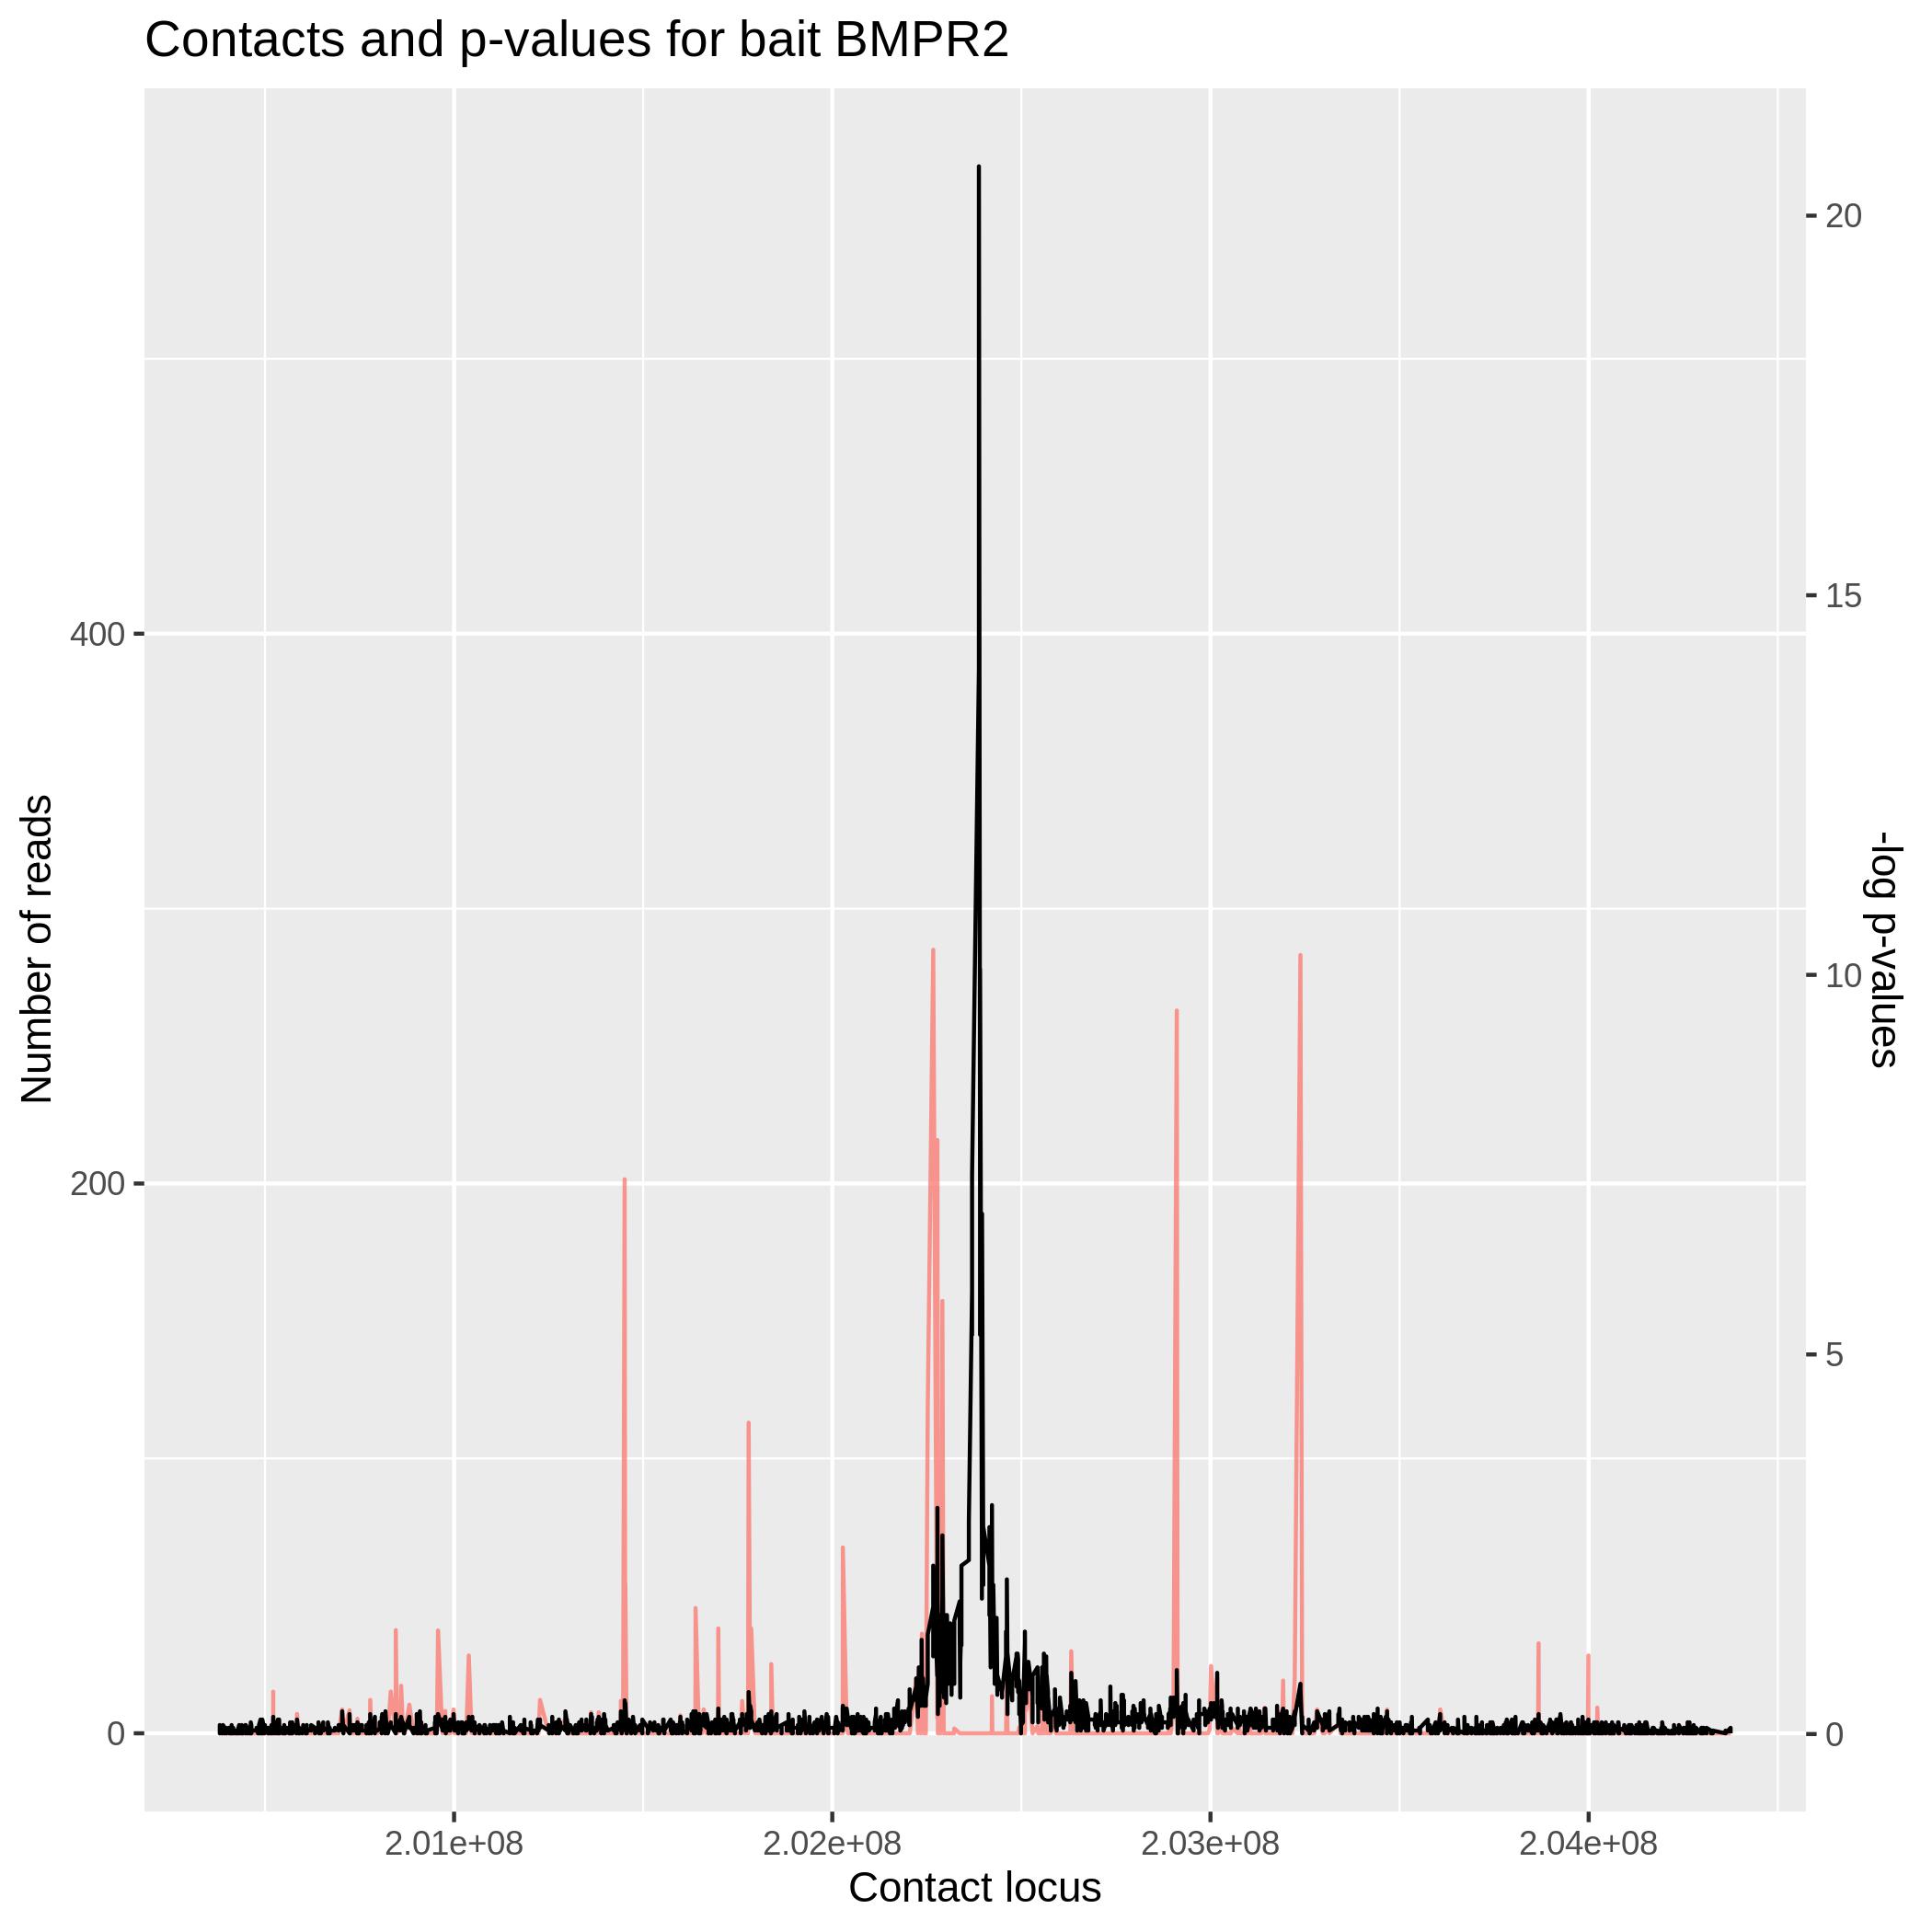 Contacts and p-values for bait BMPR2
Number of reads
400
200
0
20
15
10
5
0
-log p-values
2.01e+08
2.02e+08
2.03e+08
2.04e+08
Contact locus